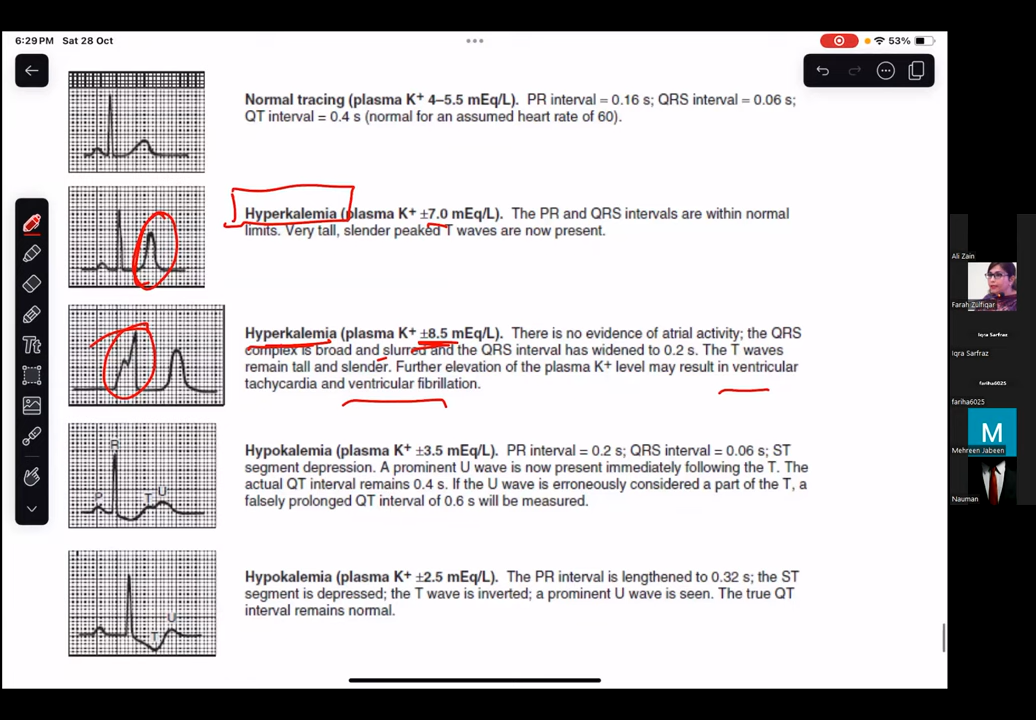 6:29 PM Sat 28 Oct
53%
Normal tracing (plasma K+ 4–5.5 mEq/L). PR interval = 0.16 s; QRS interval = 0.06 s;
QT interval = 0.4 s (normal for an assumed heart rate of 60).
Hyperkalemia (plasma K+ ±7.0 mEq/L). The PR and QRS intervals are within normal
limits. Very tall, slender peaked T waves are now present.
Hyperkalemia (plasma K+ ±8.5 mEq/L). There is no evidence of atrial activity; the QRS
complex is broad and slurred and the QRS interval has widened to 0.2 s. The T waves
remain tall and slender. Further elevation of the plasma K+ level may result in ventricular
tachycardia and ventricular fibrillation.
R
P
T
U
Hypokalemia (plasma K+ ±3.5 mEq/L). PR interval = 0.2 s; QRS interval = 0.06 s; ST
segment depression. A prominent U wave is now present immediately following the T. The
actual QT interval remains 0.4 s. If the U wave is erroneously considered a part of the T, a
falsely prolonged QT interval of 0.6 s will be measured.
T
U
Hypokalemia (plasma K+ ±2.5 mEq/L). The PR interval is lengthened to 0.32 s; the ST
segment is depressed; the T wave is inverted; a prominent U wave is seen. The true QT
interval remains normal.
Tt
Ali Zain
Farah Zulfiqar
Iqra Sarfraz
Iqra Sarfraz
fariha6025
fariha6025
M
Mehreen Jabeen
Nauman